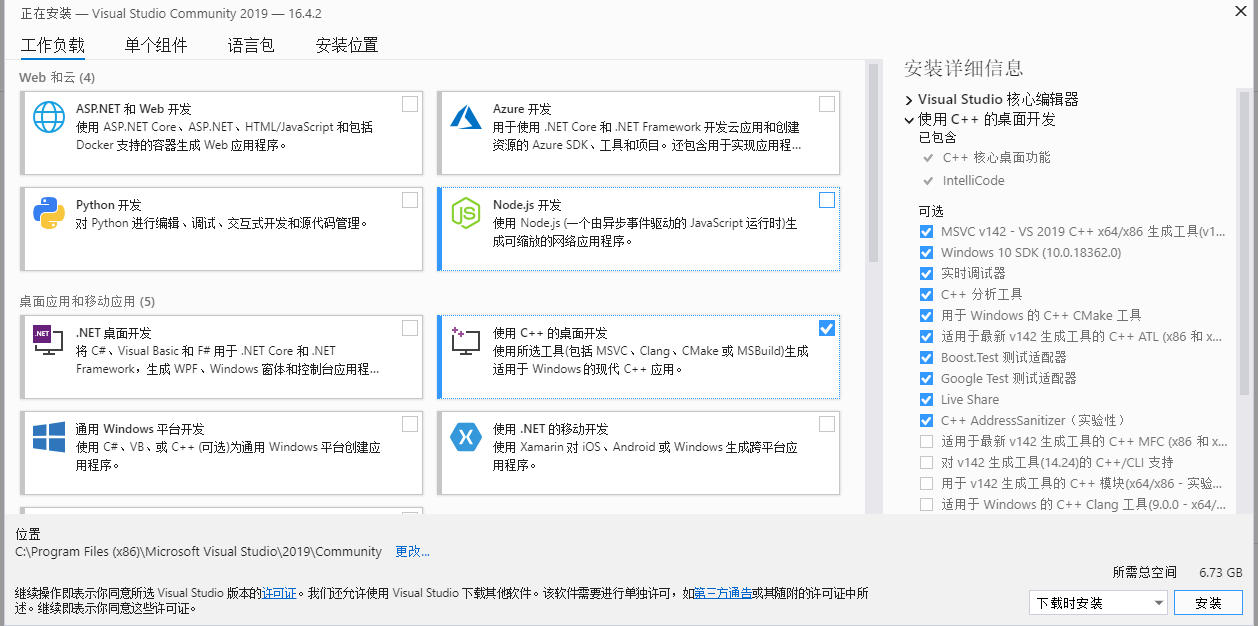 正在安装 — Visual Studio Community 2019 — 16.4.2
工作负载
单个组件
语言包
安装位置
Web 和云 (4)
ASP.NET 和 Web 开发
使用 ASP.NET Core、ASP.NET、HTML/JavaScript 和包括
Docker 支持的容器生成 Web 应用程序。
Azure 开发
用于使用 .NET Core 和 .NET Framework 开发云应用和创建
资源的 Azure SDK、工具和项目。还包含用于实现应用程...
Python 开发
对 Python 进行编辑、调试、交互式开发和源代码管理。
JS
Node.js 开发
使用 Node.js (一个由异步事件驱动的 JavaScript 运行时)生
成可缩放的网络应用程序。
桌面应用和移动应用 (5)
.NET
.NET 桌面开发
将 C#、Visual Basic 和 F# 用于 .NET Core 和 .NET
Framework，生成 WPF、Windows 窗体和控制台应用程...
使用 C++ 的桌面开发
使用所选工具(包括 MSVC、Clang、CMake 或 MSBuild)生成
适用于 Windows 的现代 C++ 应用。
通用 Windows 平台开发
使用 C#、VB、或 C++ (可选)为通用 Windows 平台创建应
用程序。
使用 .NET 的移动开发
使用 Xamarin 对 iOS、Android 或 Windows 生成跨平台应
用程序。
安装详细信息
Visual Studio 核心编辑器
使用 C++ 的桌面开发
已包含
C++ 核心桌面功能
IntelliCode
可选
MSVC v142 - VS 2019 C++ x64/x86 生成工具(v1...
Windows 10 SDK (10.0.18362.0)
实时调试器
C++ 分析工具
用于 Windows 的 C++ CMake 工具
适用于最新 v142 生成工具的 C++ ATL (x86 和 x...
Boost.Test 测试适配器
Google Test 测试适配器
Live Share
C++ AddressSanitizer（实验性）
适用于最新 v142 生成工具的 C++ MFC (x86 和 x...
对 v142 生成工具(14.24)的 C++/CLI 支持
用于 v142 生成工具的 C++ 模块(x64/x86 - 实验...
适用于 Windows 的 C++ Clang 工具(9.0.0 - x64/...
位置
C:\Program Files (x86)\Microsoft Visual Studio\2019\Community 更改...
所需总空间 6.73 GB
继续操作即表示你同意所选 Visual Studio 版本的许可证。我们还允许使用 Visual Studio 下载其他软件。该软件需要进行单独许可，如第三方通告或其随附的许可证中所
述。继续即表示你同意这些许可证。
下载时安装
安装